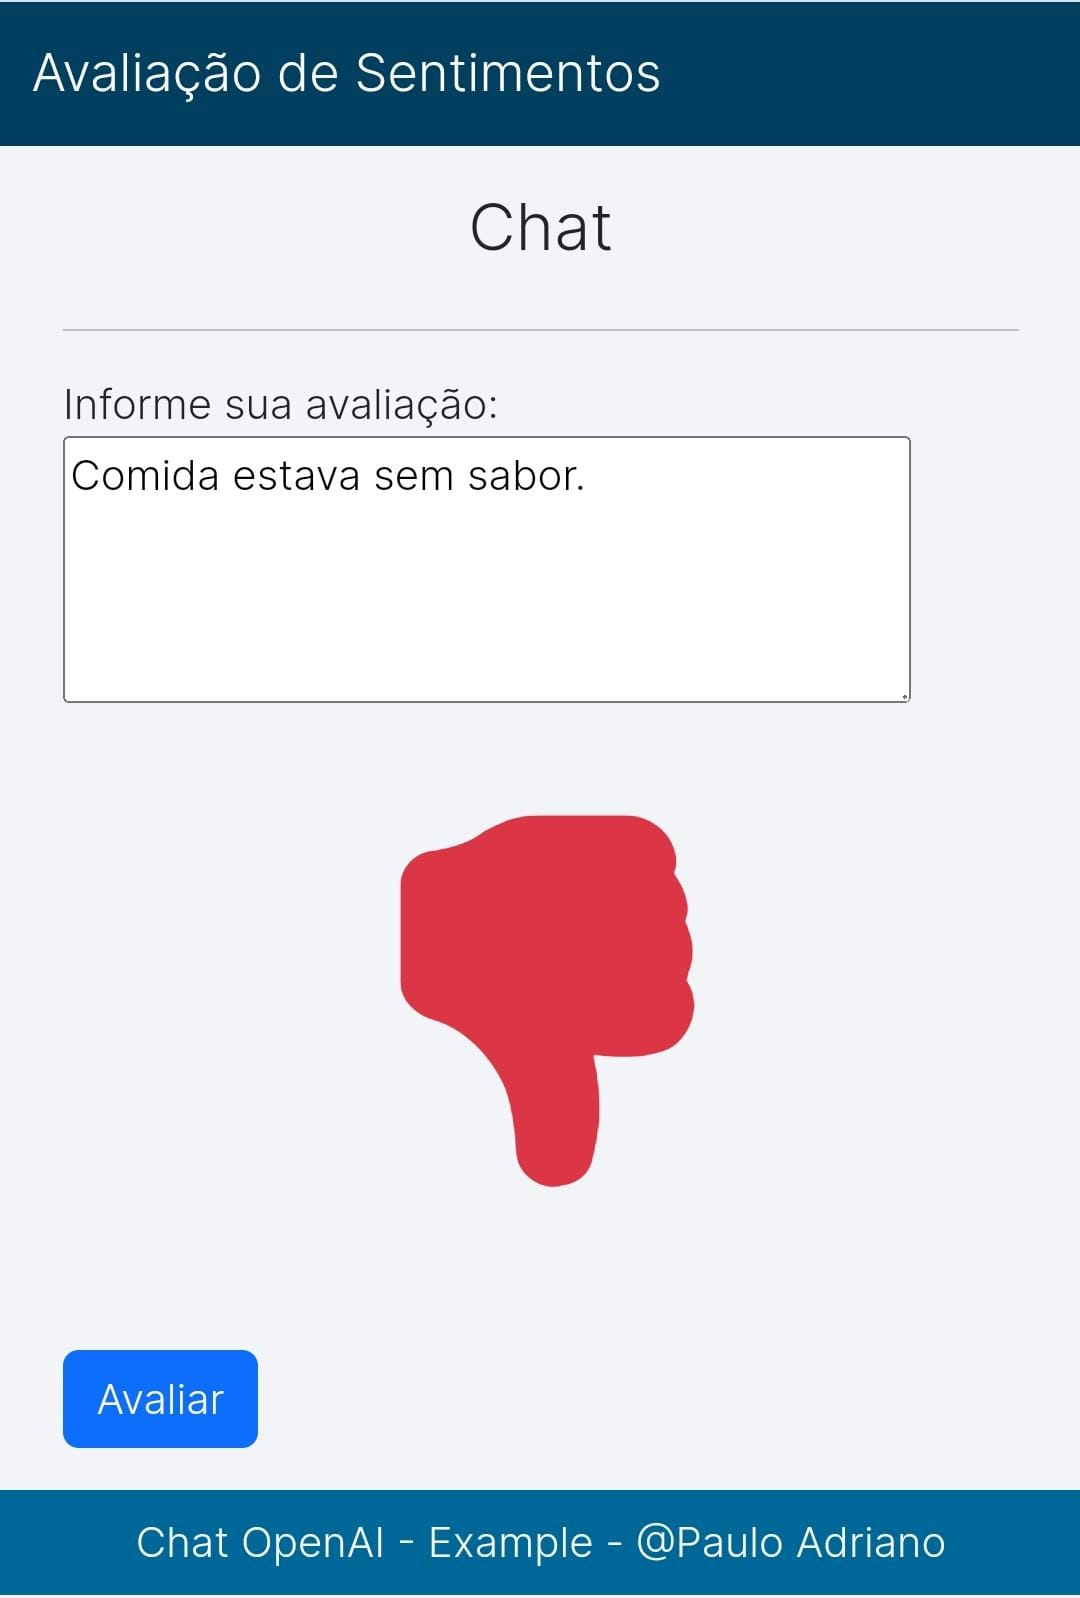 Avaliação de Sentimentos
Chat
Informe sua avaliação:
Comida estava sem sabor.
Avaliar
Chat OpenAI - Example - @Paulo Adriano